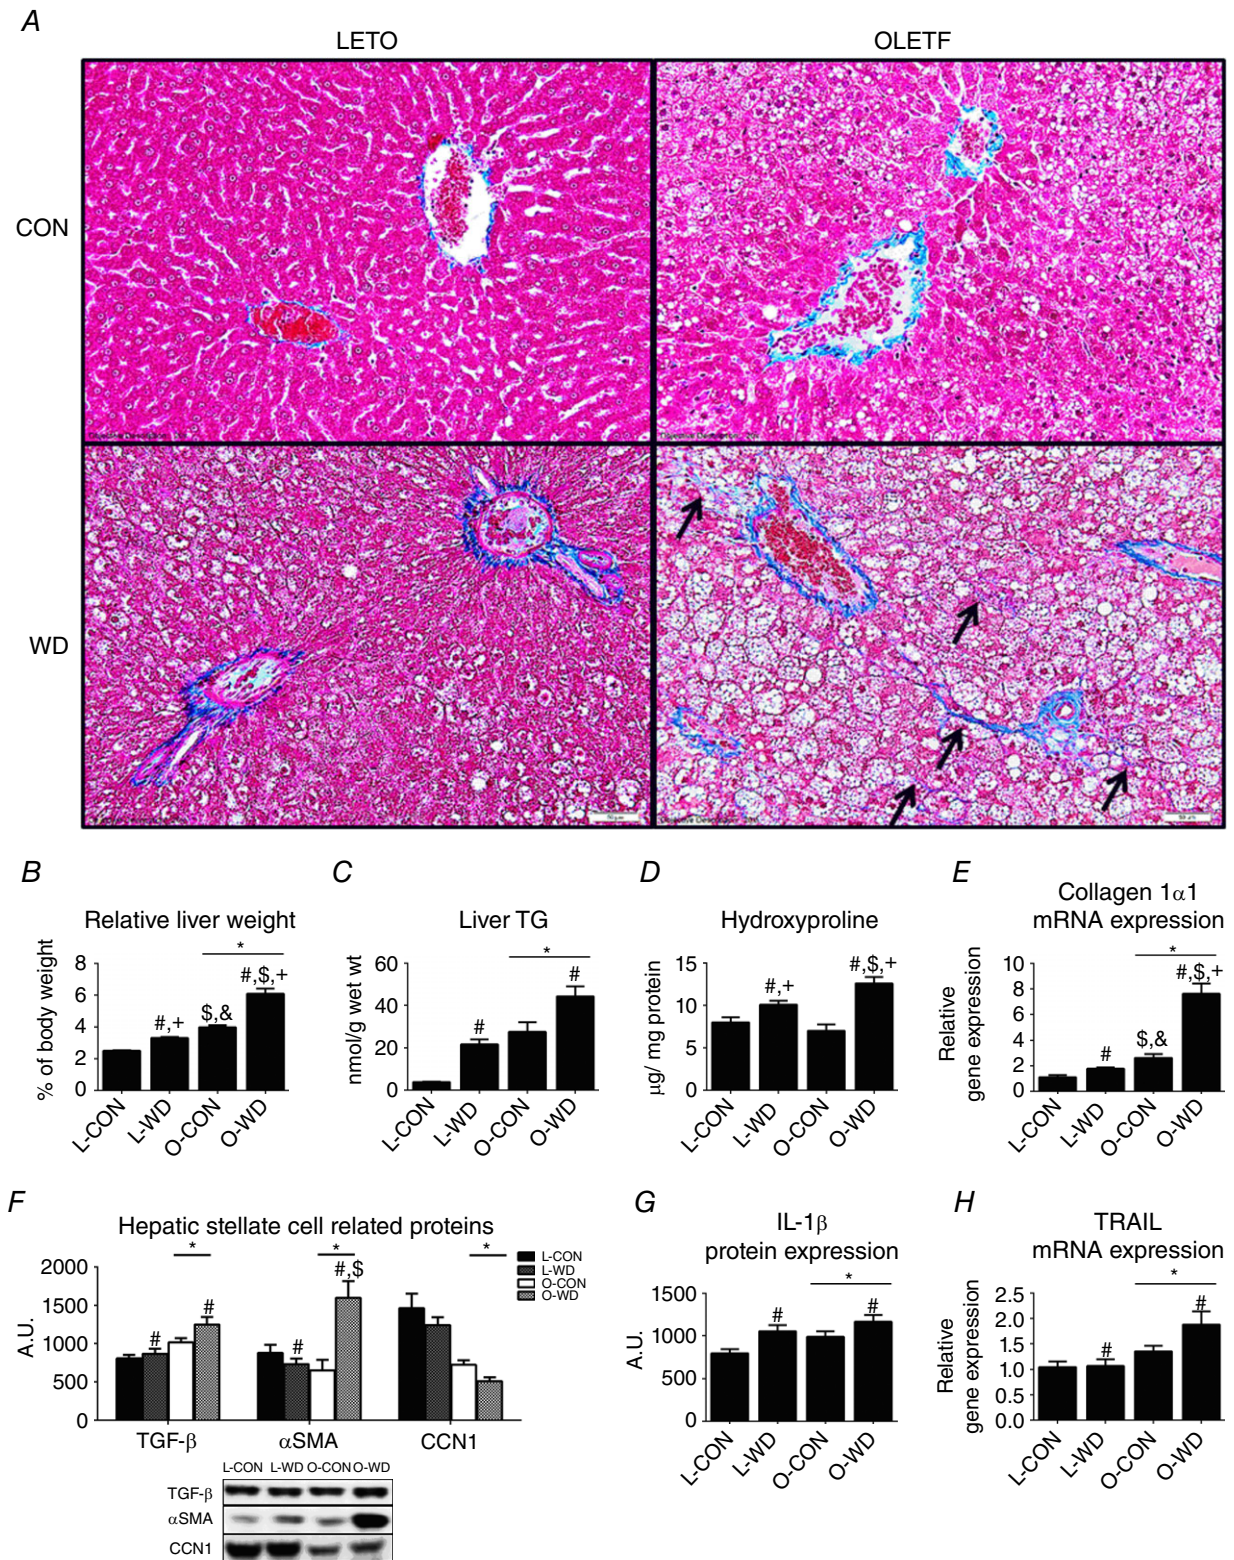 A
LETO
OLETF
CON
WD
50 µm
50 µm
B
Relative liver weight
% of body weight
8
6
4
2
0
*
#,+
$,&
#,$,+
L-CON
L-WD
O-CON
O-WD
C
Liver TG
nmol/g wet wt
60
40
20
0
*
#
#
L-CON
L-WD
O-CON
O-WD
D
Hydroxyproline
µg/ mg protein
15
10
5
0
#,+
#,$,+
L-CON
L-WD
O-CON
O-WD
E
Collagen 1α1
mRNA expression
Relative
gene expression
10
8
6
4
2
0
*
#
$,&
#,$,+
L-CON
L-WD
O-CON
O-WD
F
Hepatic stellate cell related proteins
A.U.
2000
1500
1000
500
0
*
#
#
*
#
#,$
*
L-CON
L-WD
O-CON
O-WD
TGF-β
αSMA
CCN1
L-CON L-WD O-CON O-WD
TGF-β
αSMA
CCN1
G
IL-1β
protein expression
A.U.
1500
1000
500
0
*
#
#
L-CON
L-WD
O-CON
O-WD
H
TRAIL
mRNA expression
Relative
gene expression
2.5
2.0
1.5
1.0
0.5
0.0
*
#
#
L-CON
L-WD
O-CON
O-WD